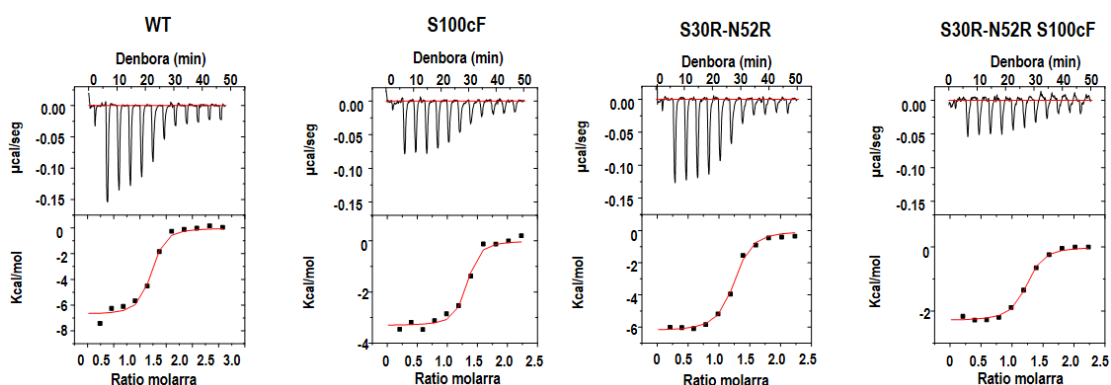 WT
Denbora (min)
0 10 20 30 40 50
0.00
-0.05
-0.10
-0.15
µcal/seg
0
-2
-4
-6
-8
Kcal/mol
0.0 0.5 1.0 1.5 2.0 2.5 3.0
Ratio molarra
S100cF
Denbora (min)
0 10 20 30 40 50
0.00
-0.05
-0.10
-0.15
µcal/seg
0
-2
-4
Kcal/mol
0.0 0.5 1.0 1.5 2.0 2.5
Ratio molarra
S30R-N52R
Denbora (min)
0 10 20 30 40 50
0.00
-0.05
-0.10
-0.15
µcal/seg
0
-2
-4
-6
Kcal/mol
0.0 0.5 1.0 1.5 2.0 2.5
Ratio molarra
S30R-N52R S100cF
Denbora (min)
0 10 20 30 40 50
0.00
-0.05
-0.10
-0.15
µcal/seg
0
-2
Kcal/mol
0.0 0.5 1.0 1.5 2.0 2.5
Ratio molarra